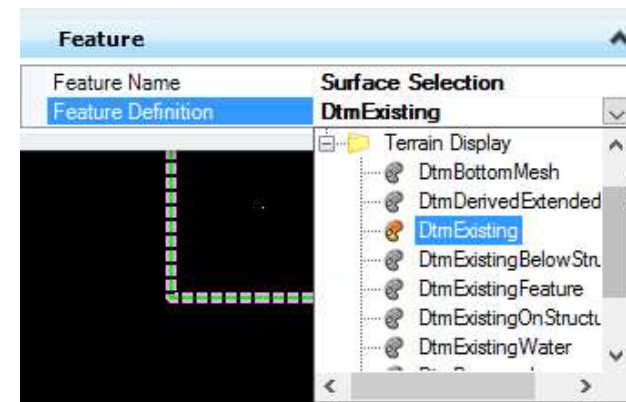 Feature
Feature Name Surface Selection
Feature Definition DtmExisting
Terrain Display
DtmBottomMesh
DtmDerivedExtended
DtmExisting
DtmExistingBelowStru
DtmExistingFeature
DtmExistingOnStructu
DtmExistingWater